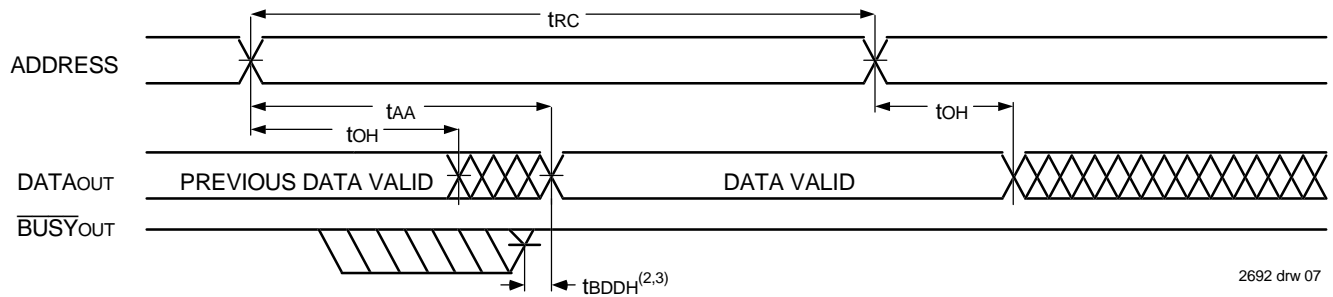 tRC
ADDRESS
tAA
tOH
tOH
DATAOUT
PREVIOUS DATA VALID
DATA VALID
BUSYOUT
tBDDH(2,3)
2692 drw 07